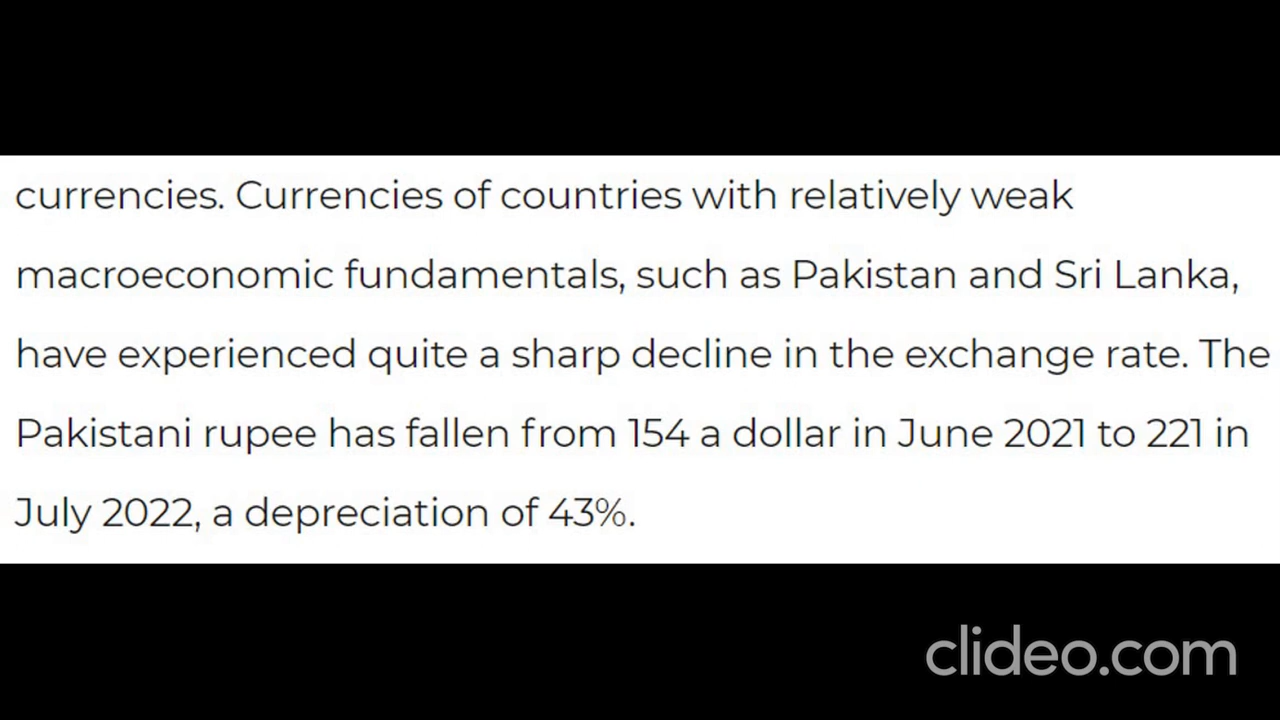 currencies. Currencies of countries with relatively weak
macroeconomic fundamentals, such as Pakistan and Sri Lanka,
have experienced quite a sharp decline in the exchange rate. The
Pakistani rupee has fallen from 154 a dollar in June 2021 to 221 in
July 2022, a depreciation of 43%.
clideo.com